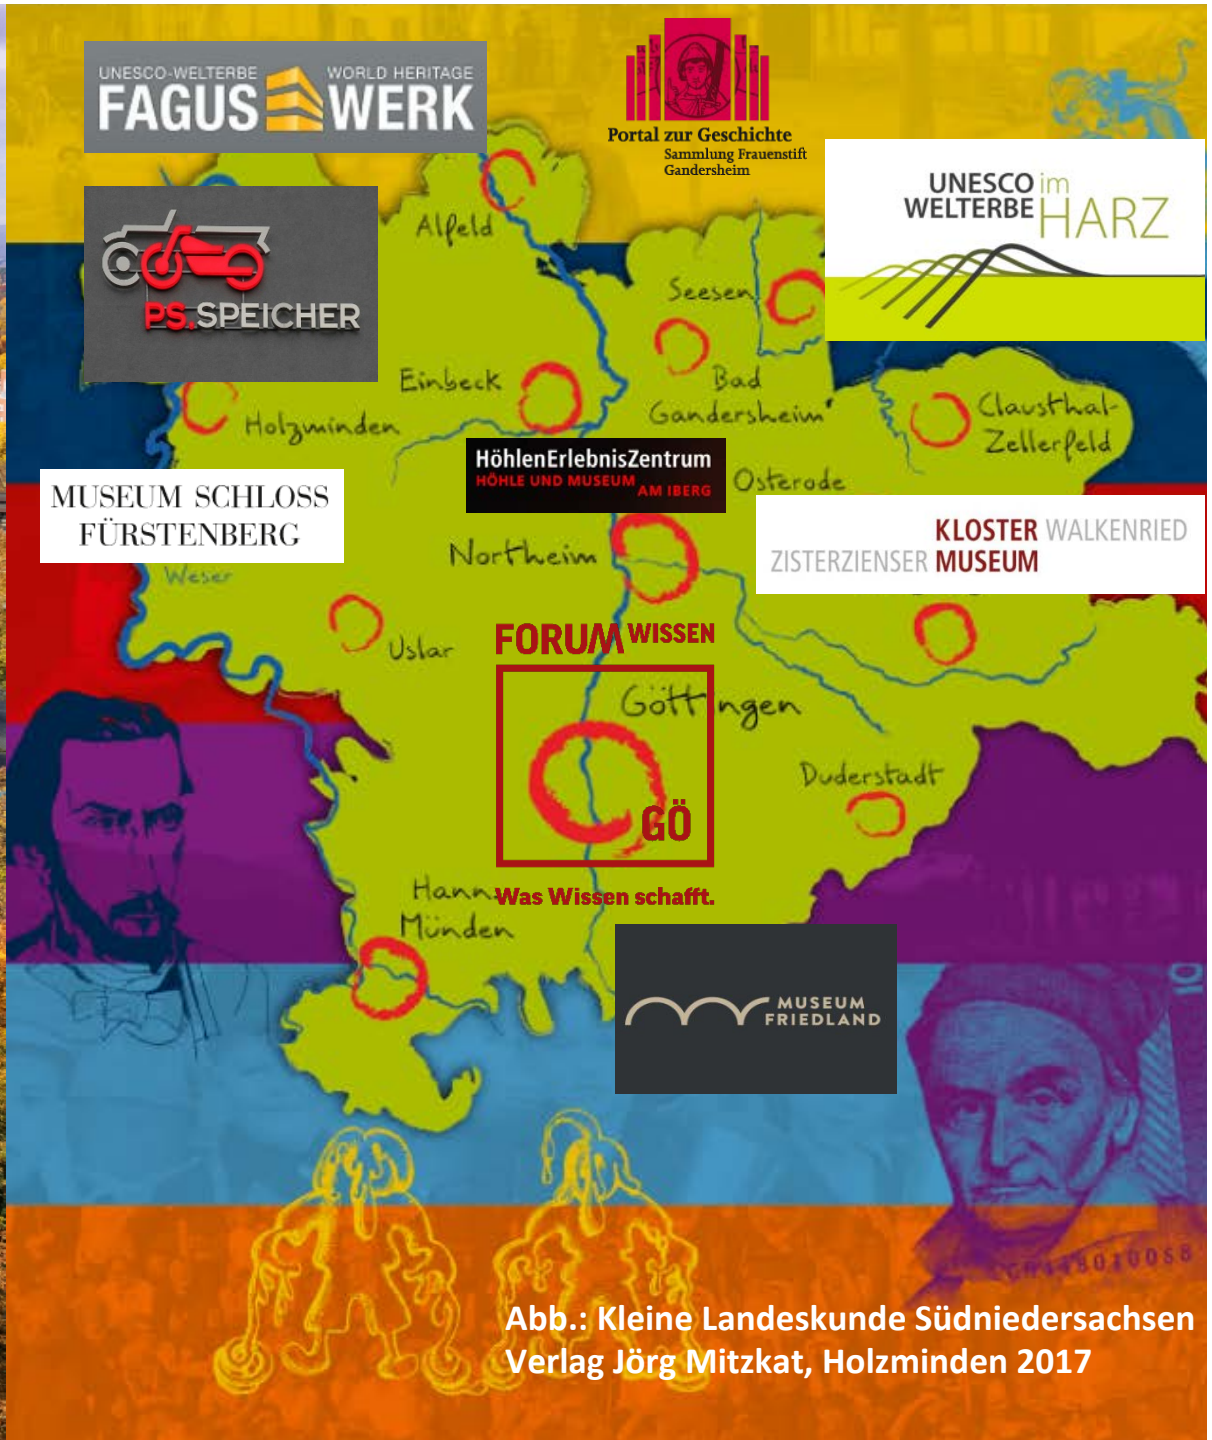 UNESCO-WELTERBE WORLD HERITAGE
FAGUS WERK
Portal zur Geschichte
Sammlung Frauenstift
Gandersheim
UNESCO im
WELTERBE HARZ
PS.SPEICHER
Alfeld
Seesen
Einbeck
Bad
Gandersheim
Holzminden
Clausthal-
Zellerfeld
HöhlenErlebnisZentrum
HÖHLE UND MUSEUM
AM IBERG
Osterode
MUSEUM SCHLOSS
FÜRSTENBERG
KLOSTER WALKENRIED
ZISTERZIENSER MUSEUM
Northeim
Weser
Uslar
FORUM WISSEN
Göttingen
Duderstadt
GÖ
Hann.
Münden
Was Wissen schafft.
MUSEUM
FRIEDLAND
10
Abb.: Kleine Landeskunde Südniedersachsen
Verlag Jörg Mitzkat, Holzminden 2017